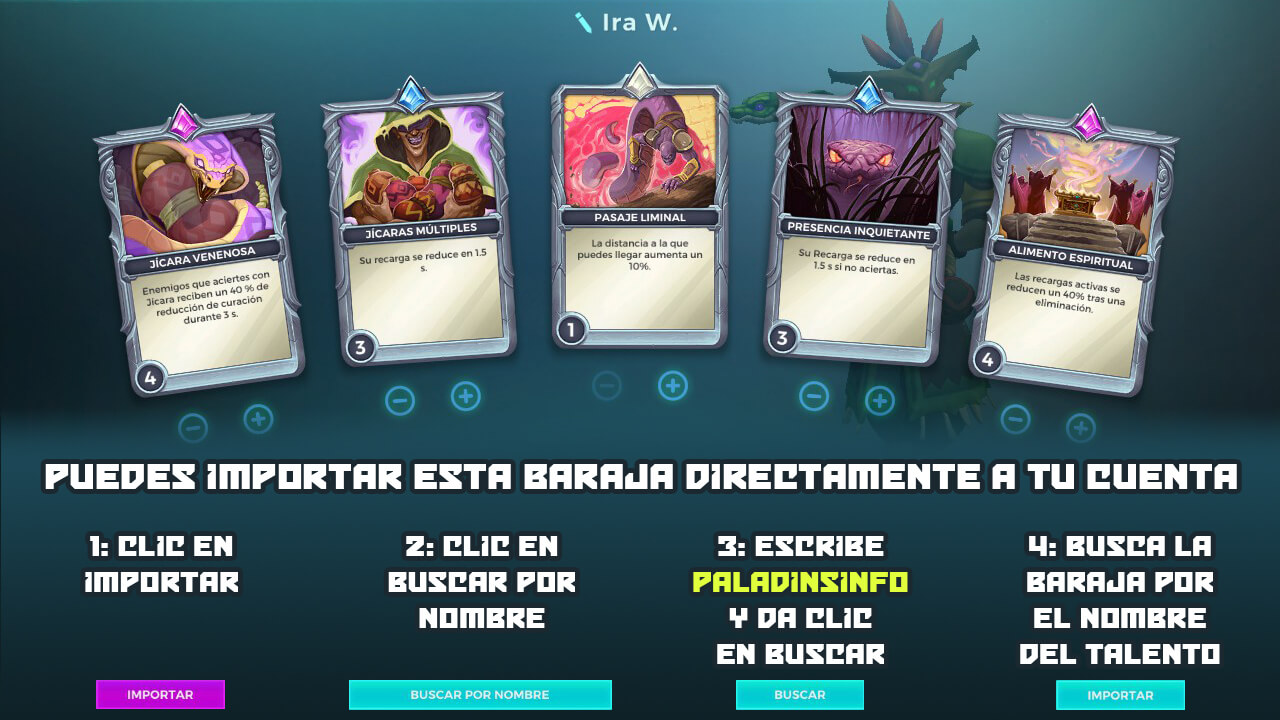 Ira W.
JÍCARA VENENOSA
Enemigos que aciertes con
Jícara reciben un 40 % de
reducción de curación
durante 3 s.
4
JÍCARAS MÚLTIPLES
Su recarga se reduce en 1.5
s.
3
PASAJE LIMINAL
La distancia a la que
puedes llegar aumenta un
10%.
1
PRESENCIA INQUIETANTE
Su Recarga se reduce en
1.5 s si no aciertas.
3
ALIMENTO ESPIRITUAL
Las recargas activas se
reducen un 40% tras una
eliminación.
4
PUEDES IMPORTAR ESTA BARAJA DIRECTAMENTE A TU CUENTA
1: CLIC EN
IMPORTAR
IMPORTAR
2: CLIC EN
BUSCAR POR
NOMBRE
BUSCAR POR NOMBRE
3: ESCRIBE
PALADINSINFO
Y DA CLIC
EN BUSCAR
BUSCAR
4: BUSCA LA
BARAJA POR
EL NOMBRE
DEL TALENTO
IMPORTAR